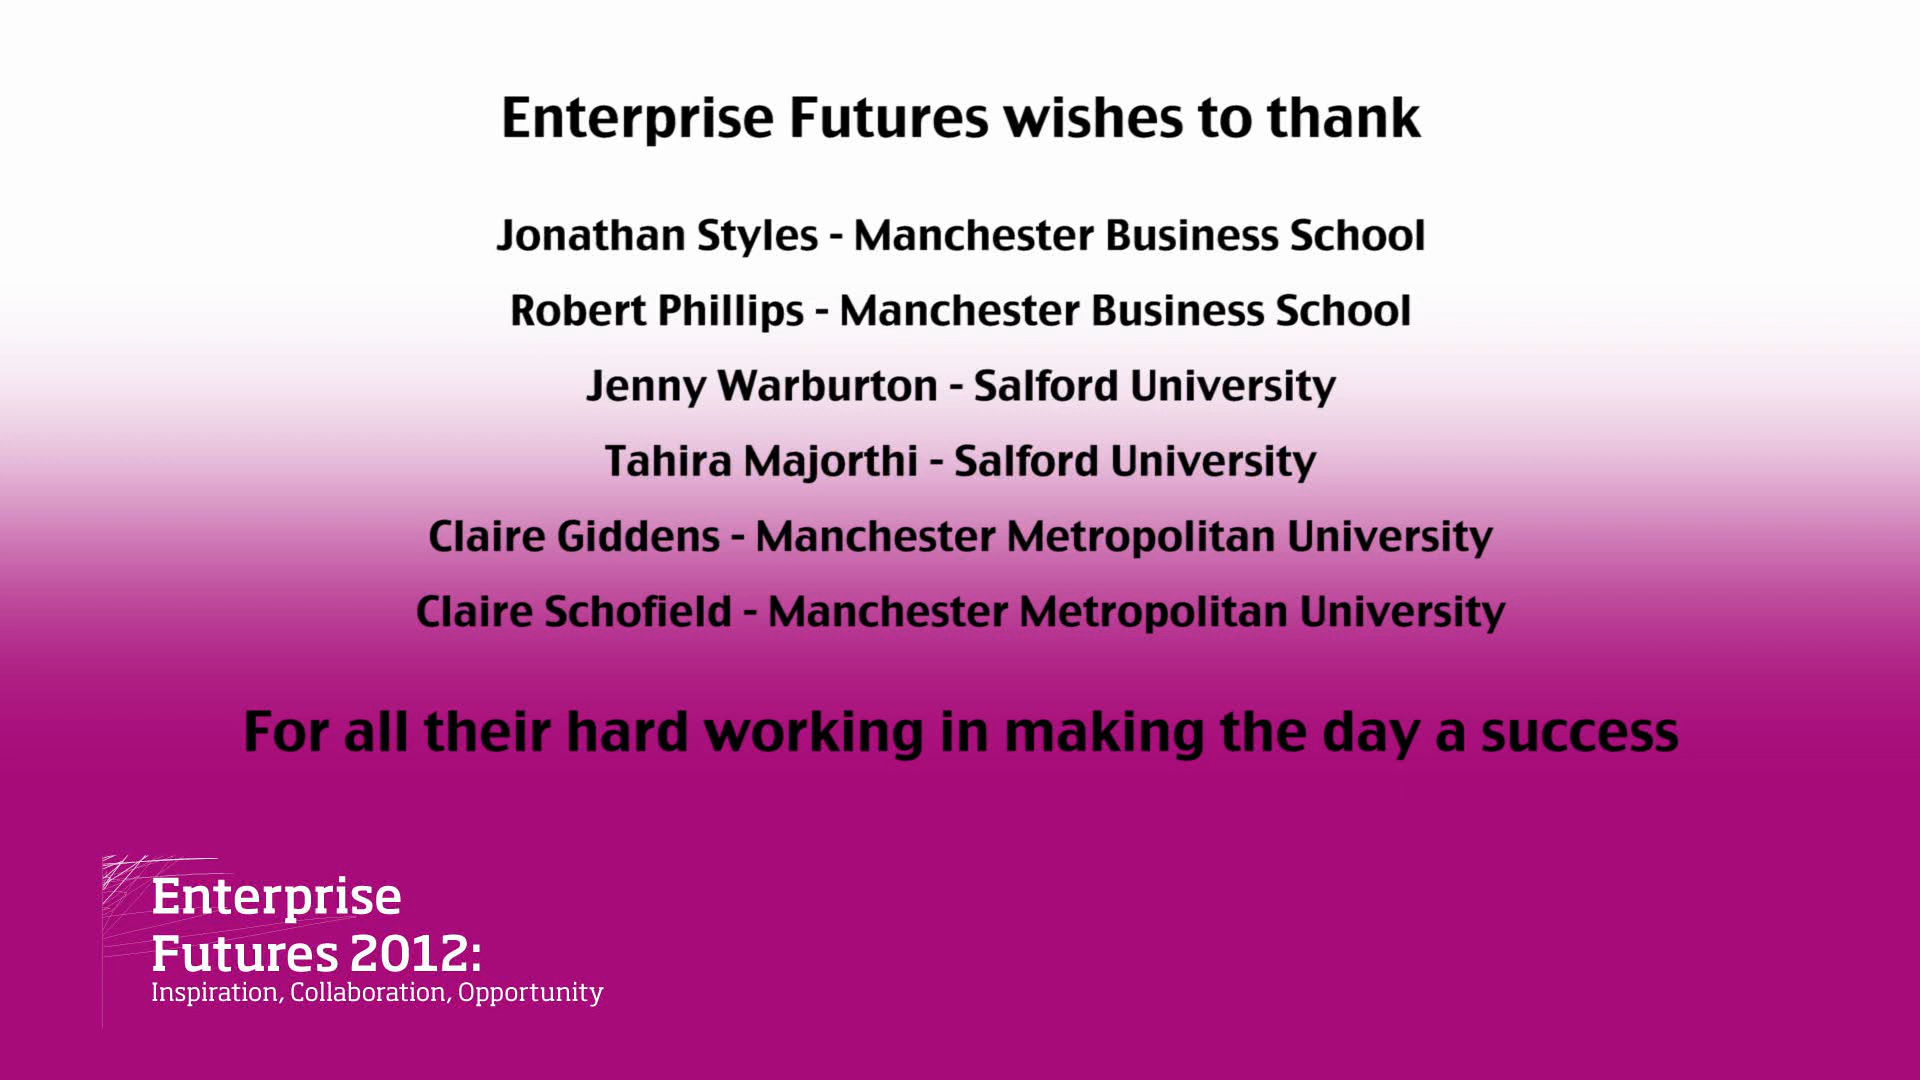 Enterprise Futures wishes to thank
Jonathan Styles - Manchester Business School
Robert Phillips - Manchester Business School
Jenny Warburton - Salford University
Tahira Majorthi - Salford University
Claire Giddens - Manchester Metropolitan University
Claire Schofield - Manchester Metropolitan University
For all their hard working in making the day a success
Enterprise
Futures 2012:
Inspiration, Collaboration, Opportunity